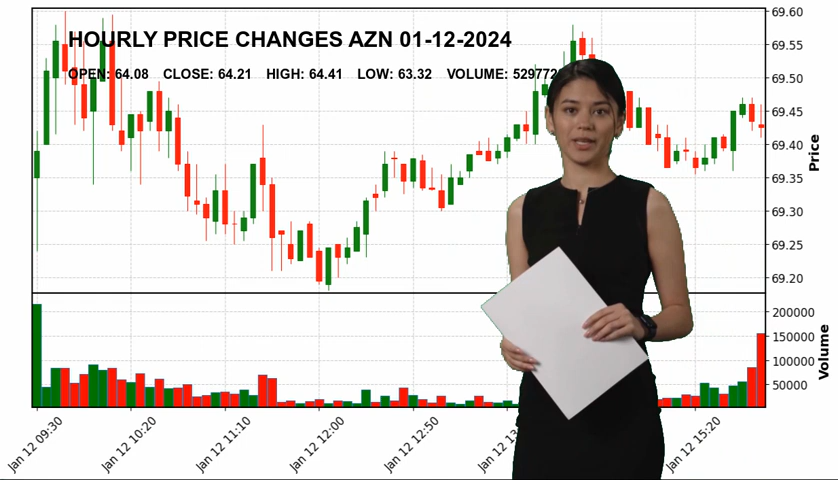 HOURLY PRICE CHANGES AZN 01-12-2024
OPEN: 64.08 CLOSE: 64.21 HIGH: 64.41 LOW: 63.32 VOLUME: 529772
69.60
69.55
69.50
69.45
69.40
69.35
69.30
69.25
69.20
Price
200000
150000
100000
50000
Volume
Jan 12 09:30
Jan 12 10:20
Jan 12 11:10
Jan 12 12:00
Jan 12 12:50
Jan 12 13
Jan 12 15:20